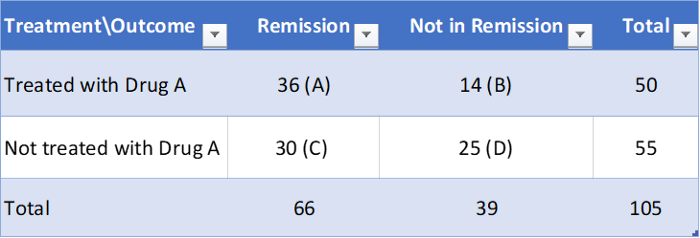 Treatment\Outcome Remission Not in Remission Total
Treated with Drug A 36 (A) 14 (B) 50
Not treated with Drug A 30 (C) 25 (D) 55
Total 66 39 105